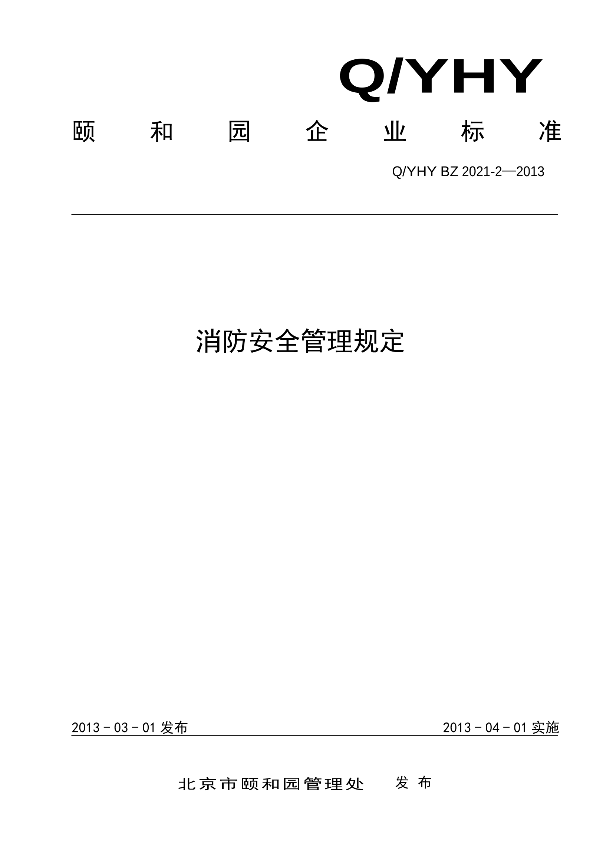 Q/YHY
颐和园企业标准
Q/YHY BZ 2021-2—2013
消防安全管理规定
2013－03－01 发布 2013－04－01 实施
北京市颐和园管理处 发 布